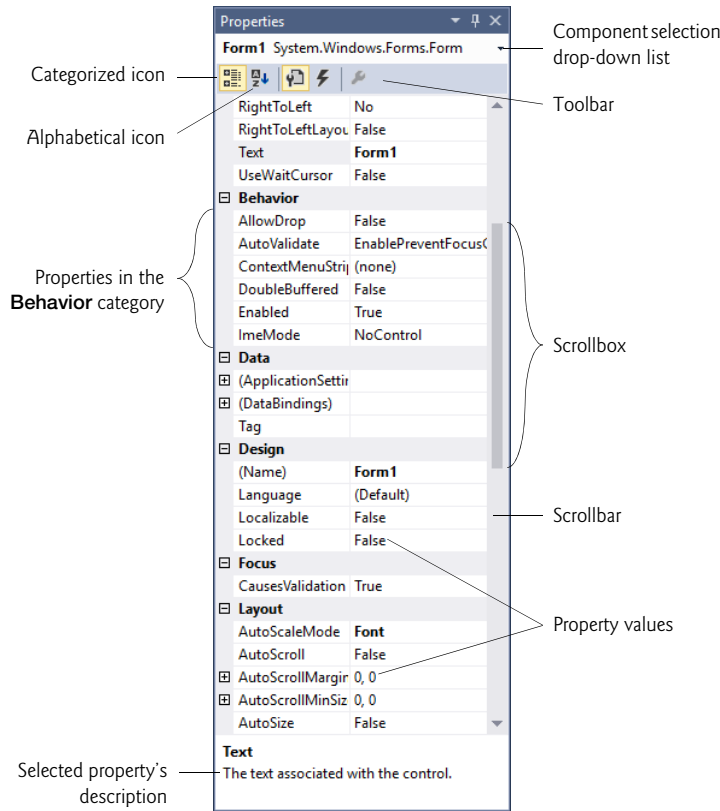 Properties
Form1 System.Windows.Forms.Form
Component selection
drop-down list
Categorized icon
Toolbar
Alphabetical icon
RightToLeft No
RightToLeftLayou False
Text Form1
UseWaitCursor False
Behavior
AllowDrop False
AutoValidate EnablePreventFocusC
ContextMenuStrip (none)
DoubleBuffered False
Enabled True
ImeMode NoControl
Properties in the
Behavior category
Scrollbox
Data
(ApplicationSettin
(DataBindings)
Tag
Design
(Name) Form1
Language (Default)
Localizable False
Locked False
Scrollbar
Focus
CausesValidation True
Layout
AutoScaleMode Font
AutoScroll False
AutoScrollMargin 0, 0
AutoScrollMinSiz 0, 0
AutoSize False
Property values
Text
The text associated with the control.
Selected property's
description